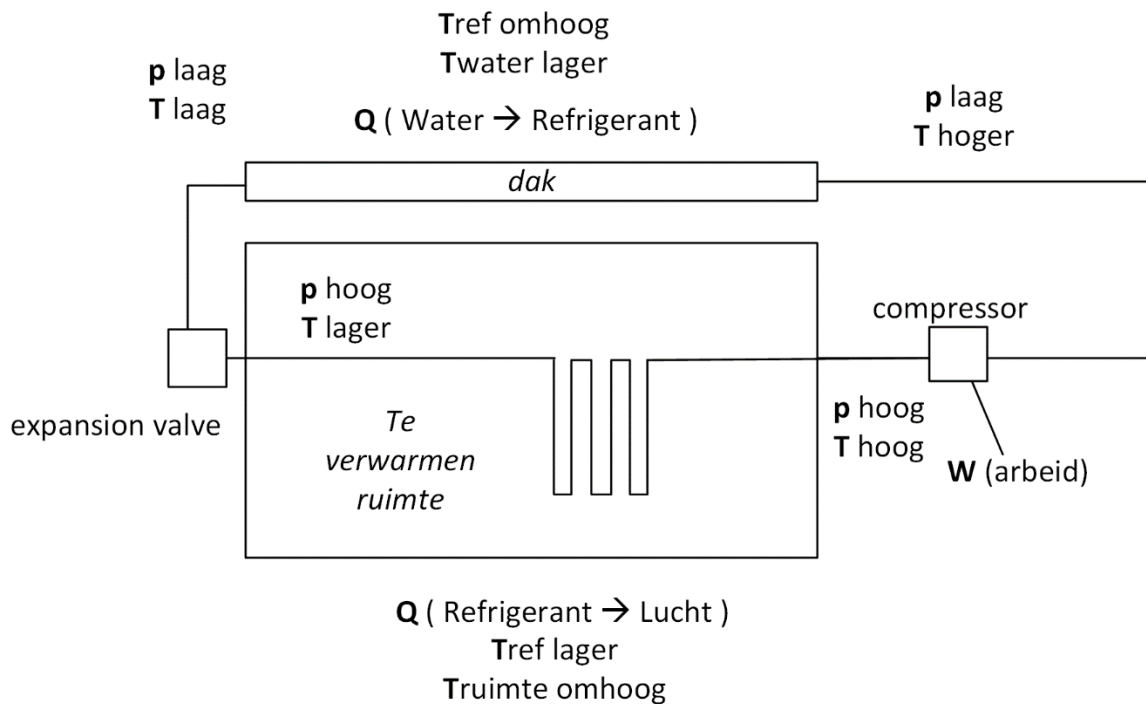 Tref omhoog
Twater lager
p laag
T laag
Q ( Water → Refrigerant )
p laag
T hoger
dak
p hoog
T lager
compressor
expansion valve
Te
verwarmen
ruimte
p hoog
T hoog
W (arbeid)
Q ( Refrigerant → Lucht )
Tref lager
Truimte omhoog